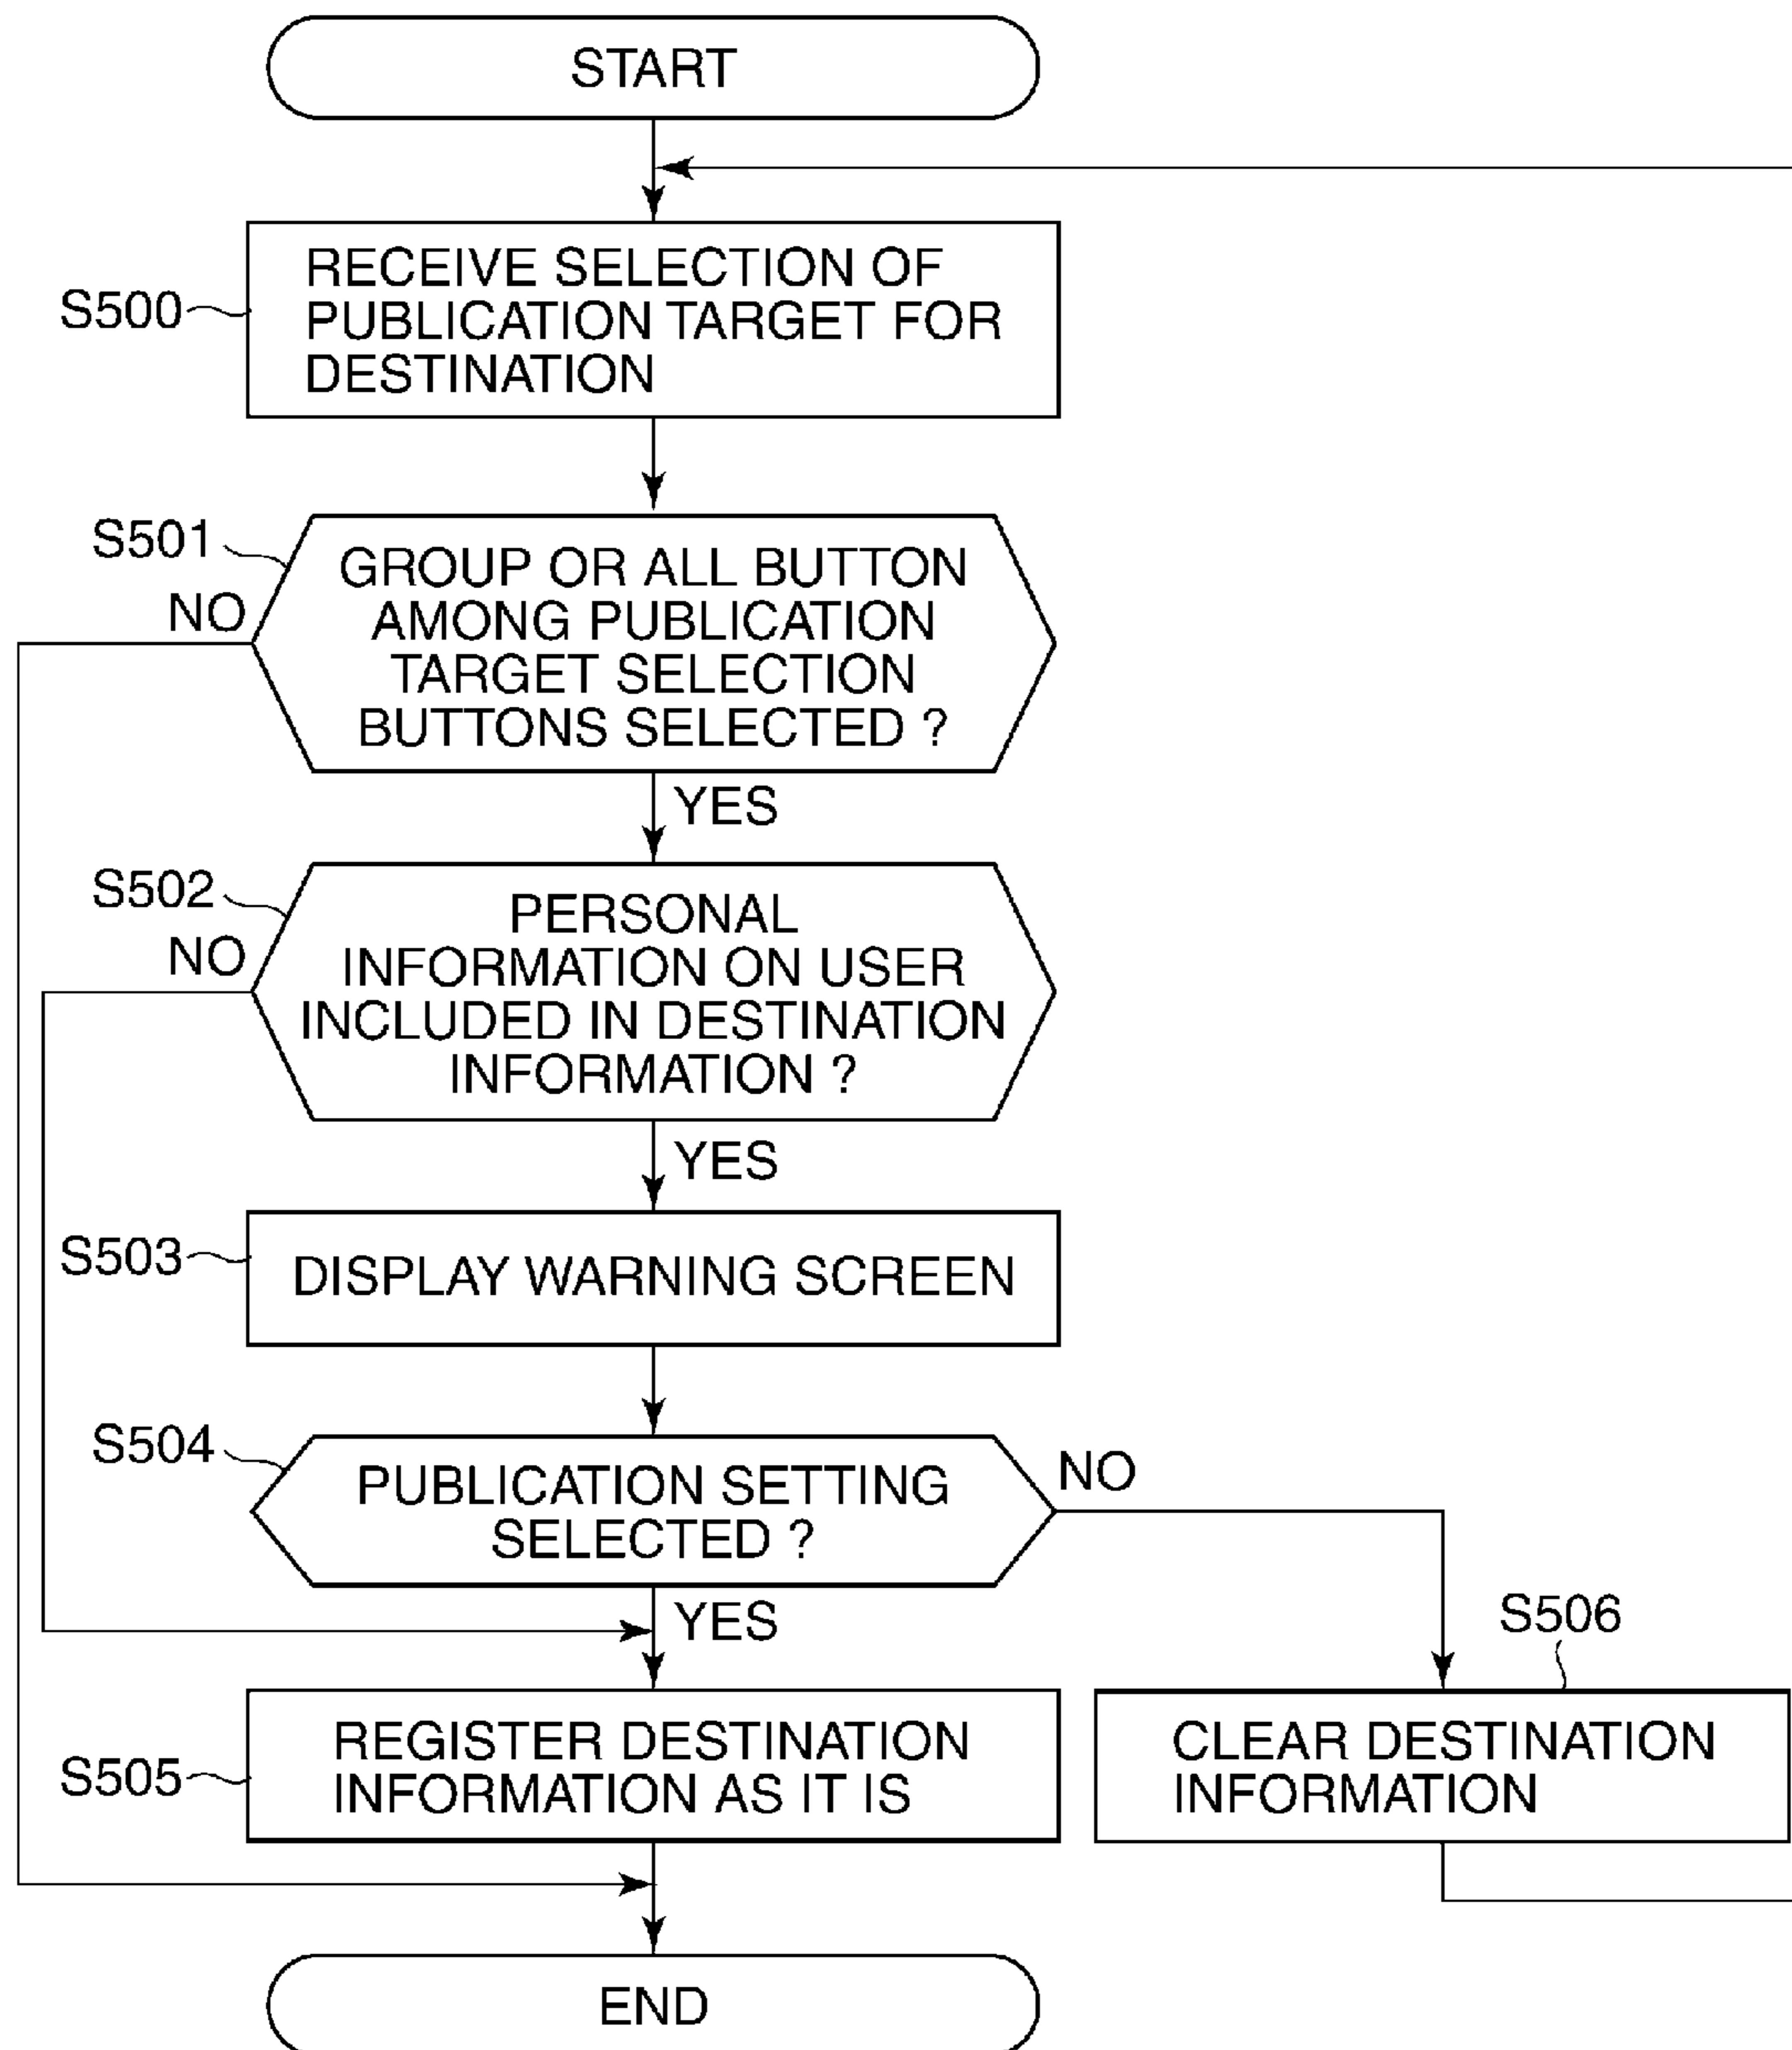 START
RECEIVE SELECTION OF
PUBLICATION TARGET FOR
DESTINATION
S500
S501
NO
GROUP OR ALL BUTTON
AMONG PUBLICATION
TARGET SELECTION
BUTTONS SELECTED ?
YES
S502
NO
PERSONAL
INFORMATION ON USER
INCLUDED IN DESTINATION
INFORMATION ?
YES
S503
DISPLAY WARNING SCREEN
S504
PUBLICATION SETTING
SELECTED ?
NO
YES
S506
REGISTER DESTINATION
INFORMATION AS IT IS
S505
CLEAR DESTINATION
INFORMATION
END